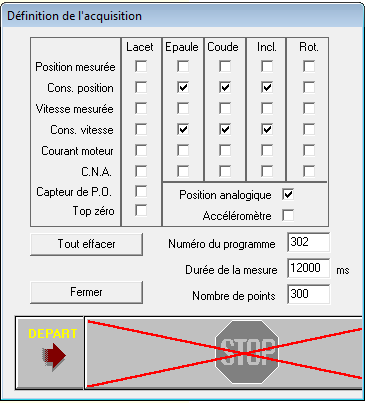 Définition de l'acquisition
Lacet Epaule Coude Incl. Rot.
Position mesurée
Cons. position
Vitesse mesurée
Cons. vitesse
Courant moteur
C.N.A.
Capteur de P.O. Position analogique
Top zéro Accéléromètre
Tout effacer Numéro du programme 302
Durée de la mesure 12000 ms
Fermer Nombre de points 300
DEPART STOP